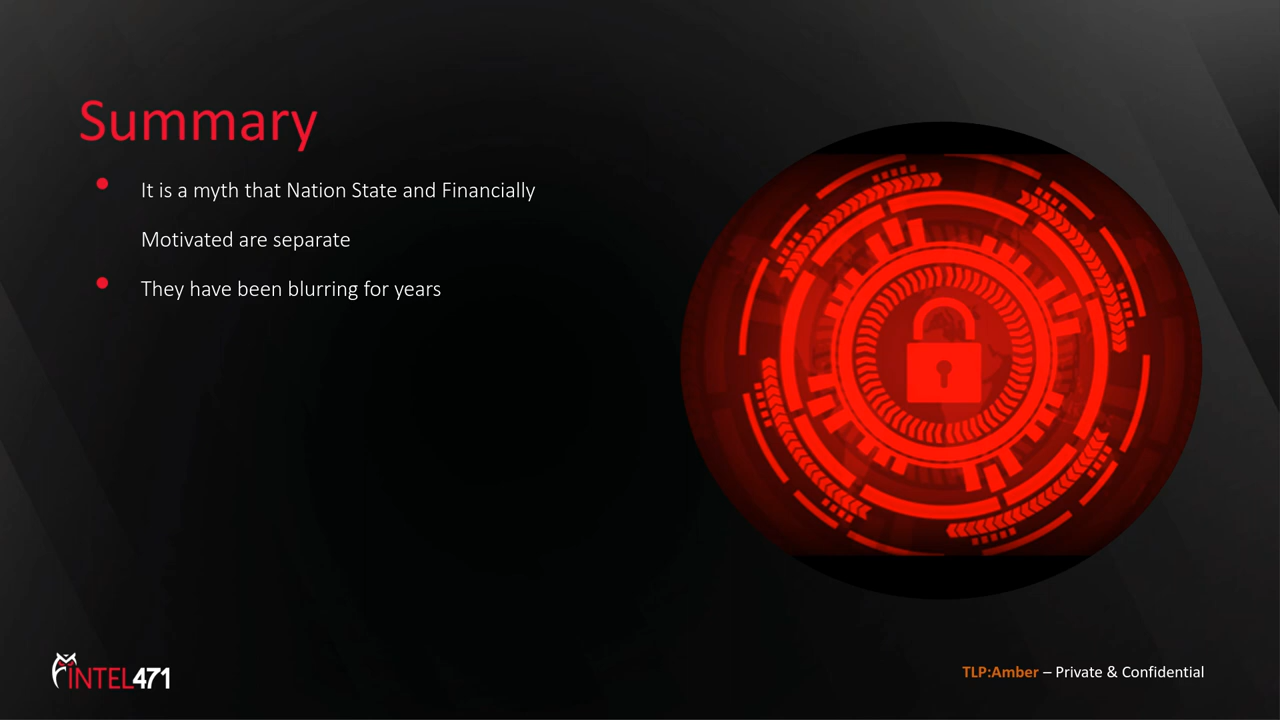 Summary
It is a myth that Nation State and Financially
Motivated are separate
They have been blurring for years
INTEL471
TLP:Amber – Private & Confidential